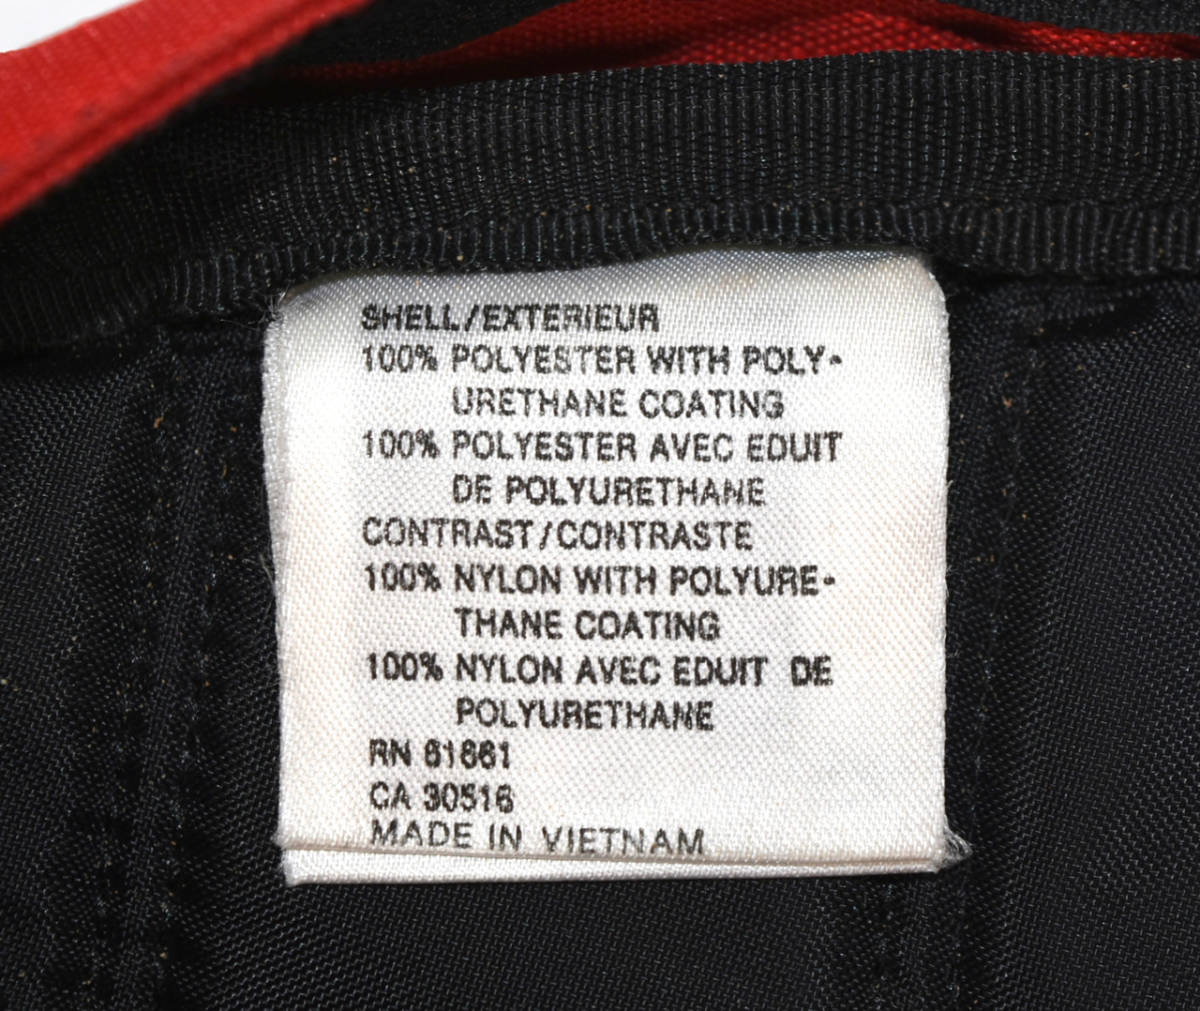 SHELL/EXTERIEUR
100% POLYESTER WITH POLY-
URETHANE COATING
100% POLYESTER AVEC EDUIT
DE POLYURETHANE
CONTRAST/CONTRASTE
100% NYLON WITH POLYURE-
THANE COATING
100% NYLON AVEC EDUIT DE
POLYURETHANE
RN 61661
CA 30516
MADE IN VIETNAM